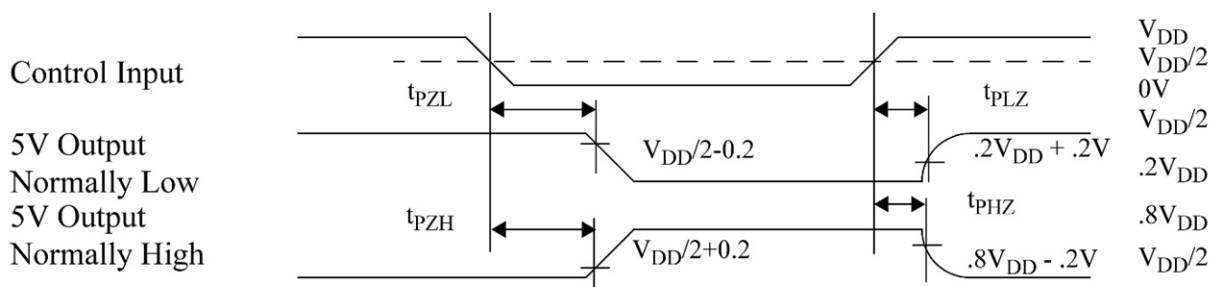 Control Input
V_DD
V_DD/2
0V
t_PZL
t_PLZ
V_DD/2
5V Output
Normally Low
V_DD/2-0.2
.2V_DD + .2V
.2V_DD
5V Output
Normally High
t_PZH
t_PHZ
.8V_DD
V_DD/2+0.2
.8V_DD - .2V
V_DD/2